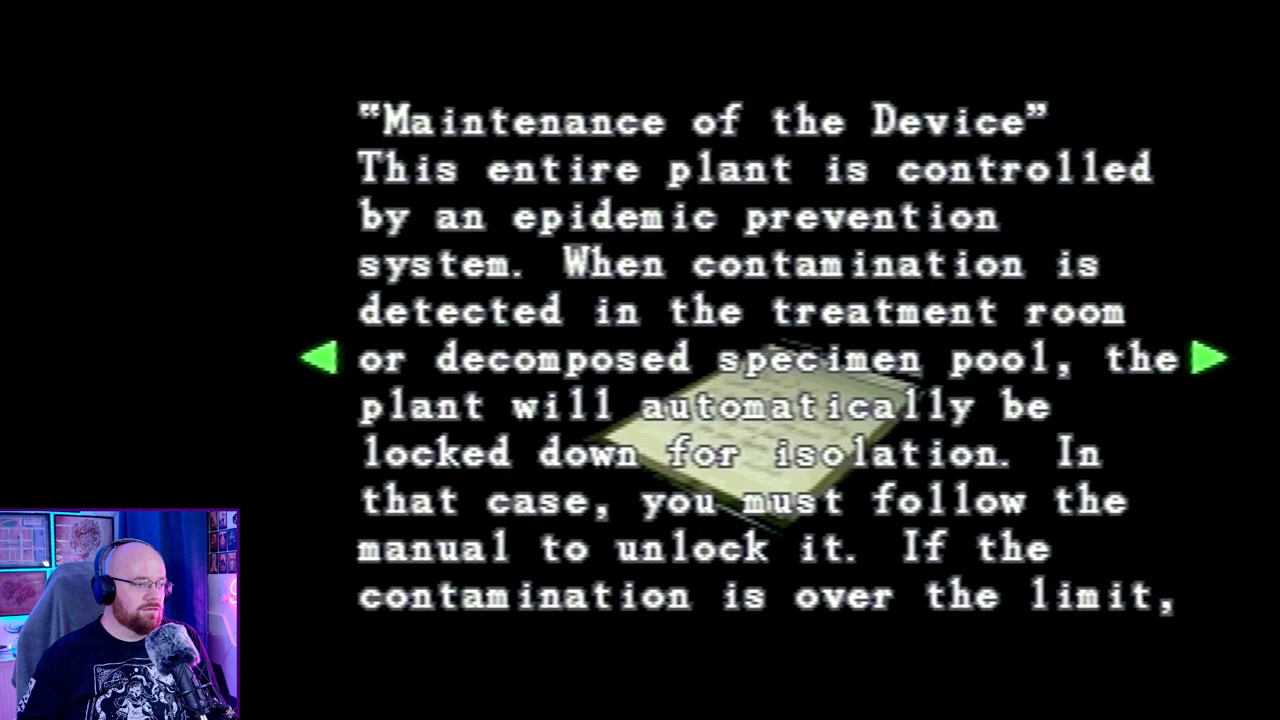 "Maintenance of the Device"
This entire plant is controlled
by an epidemic prevention
system. When contamination is
detected in the treatment room
or decomposed specimen pool, the
plant will automatically be
locked down for isolation. In
that case, you must follow the
manual to unlock it. If the
contamination is over the limit,